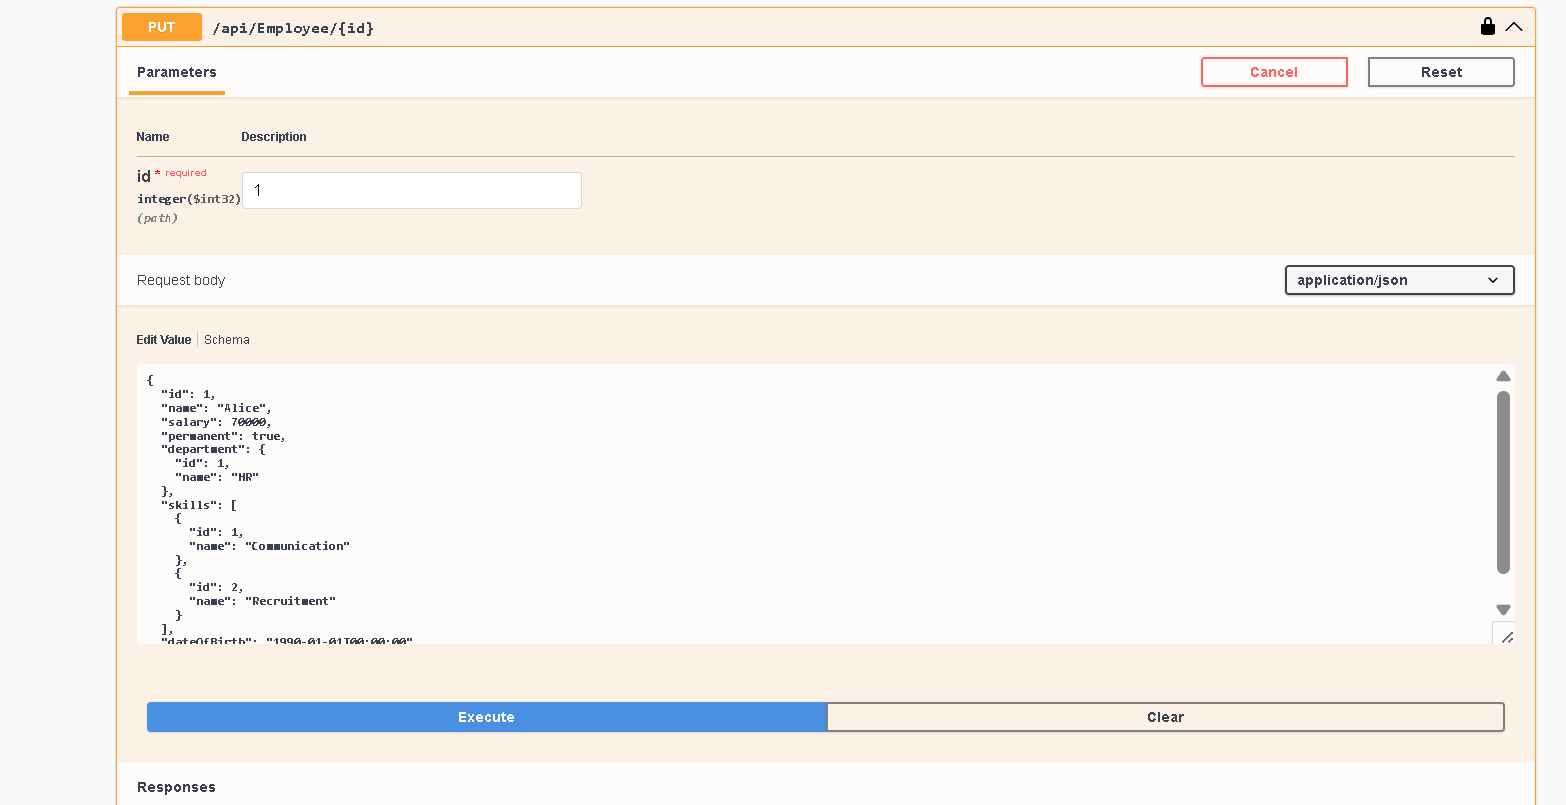 PUT /api/Employee/{id}
Parameters Cancel Reset
Name Description
id * required
integer($int32) 1
(path)
Request body application/json
Edit Value | Schema
{
  "id": 1,
  "name": "Alice",
  "salary": 70000,
  "permanent": true,
  "department": {
    "id": 1,
    "name": "HR"
  },
  "skills": [
    {
      "id": 1,
      "name": "Communication"
    },
    {
      "id": 2,
      "name": "Recruitment"
    }
  ],
  "dateOfBirth": "1990-01-01T00:00:00"
Execute Clear
Responses